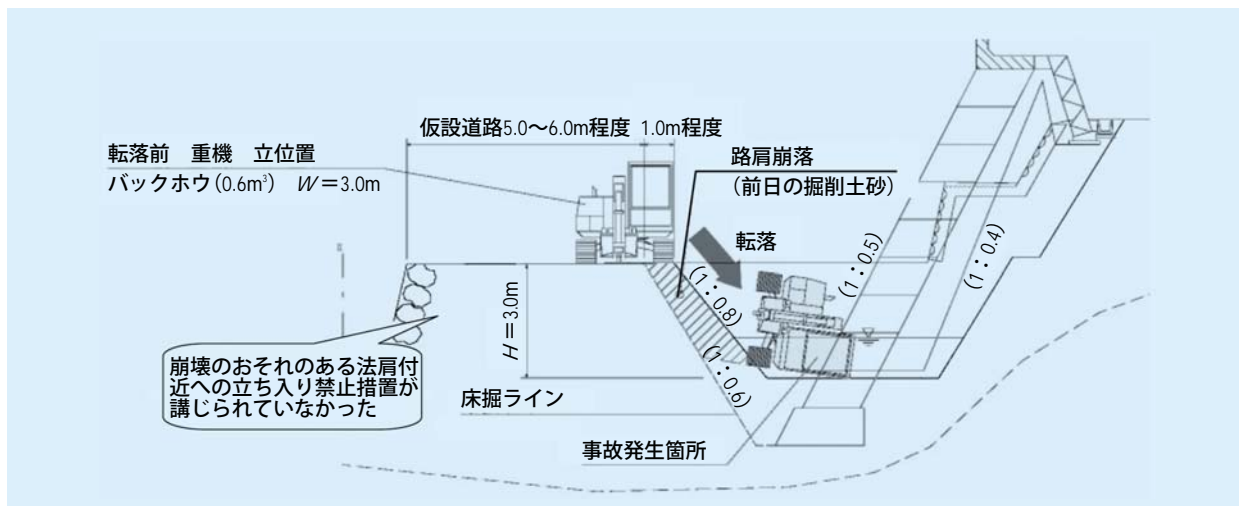 仮設道路5.0〜6.0m程度 1.0m程度
転落前 重機 立位置
バックホウ(0.6m³) W=3.0m
路肩崩落
(前日の掘削土砂)
転落
(1:0.8)
(1:0.5)
(1:0.4)
H=3.0m
(1:0.6)
崩壊のおそれのある法肩付
近への立ち入り禁止措置が
講じられていなかった
床掘ライン
事故発生箇所